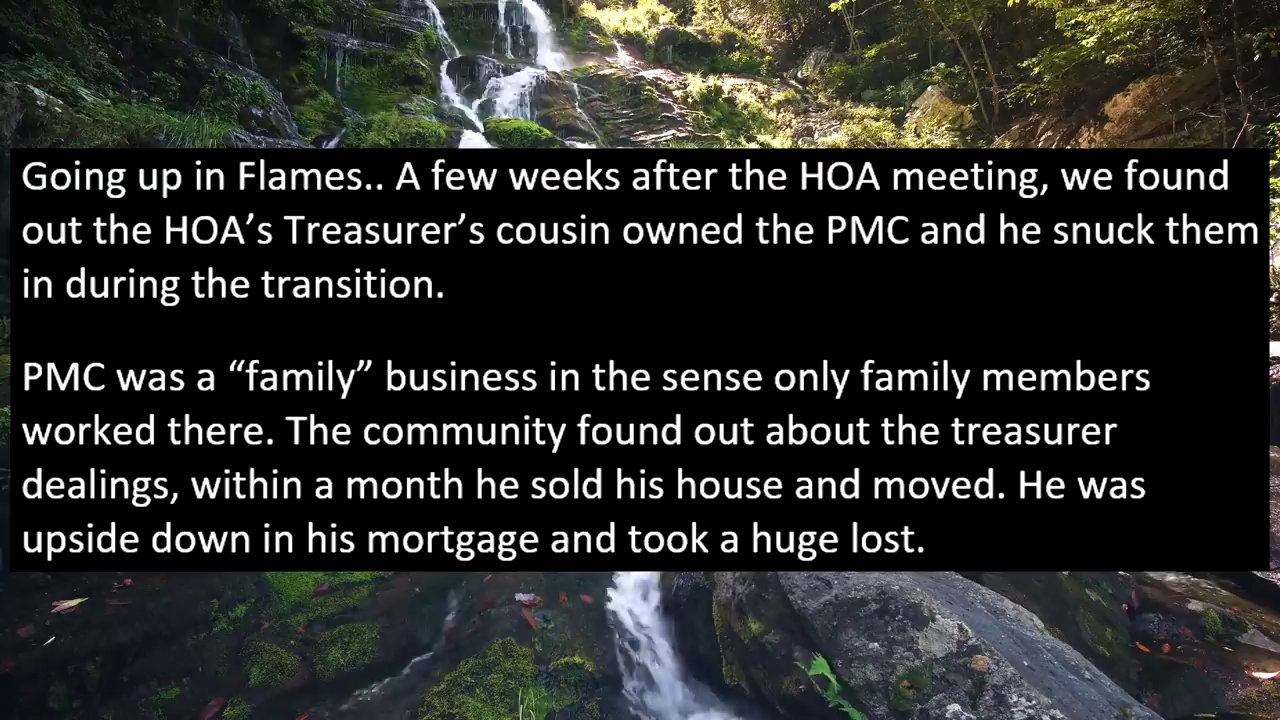 Going up in Flames.. A few weeks after the HOA meeting, we found
out the HOA’s Treasurer’s cousin owned the PMC and he snuck them
in during the transition.
PMC was a “family” business in the sense only family members
worked there. The community found out about the treasurer
dealings, within a month he sold his house and moved. He was
upside down in his mortgage and took a huge lost.